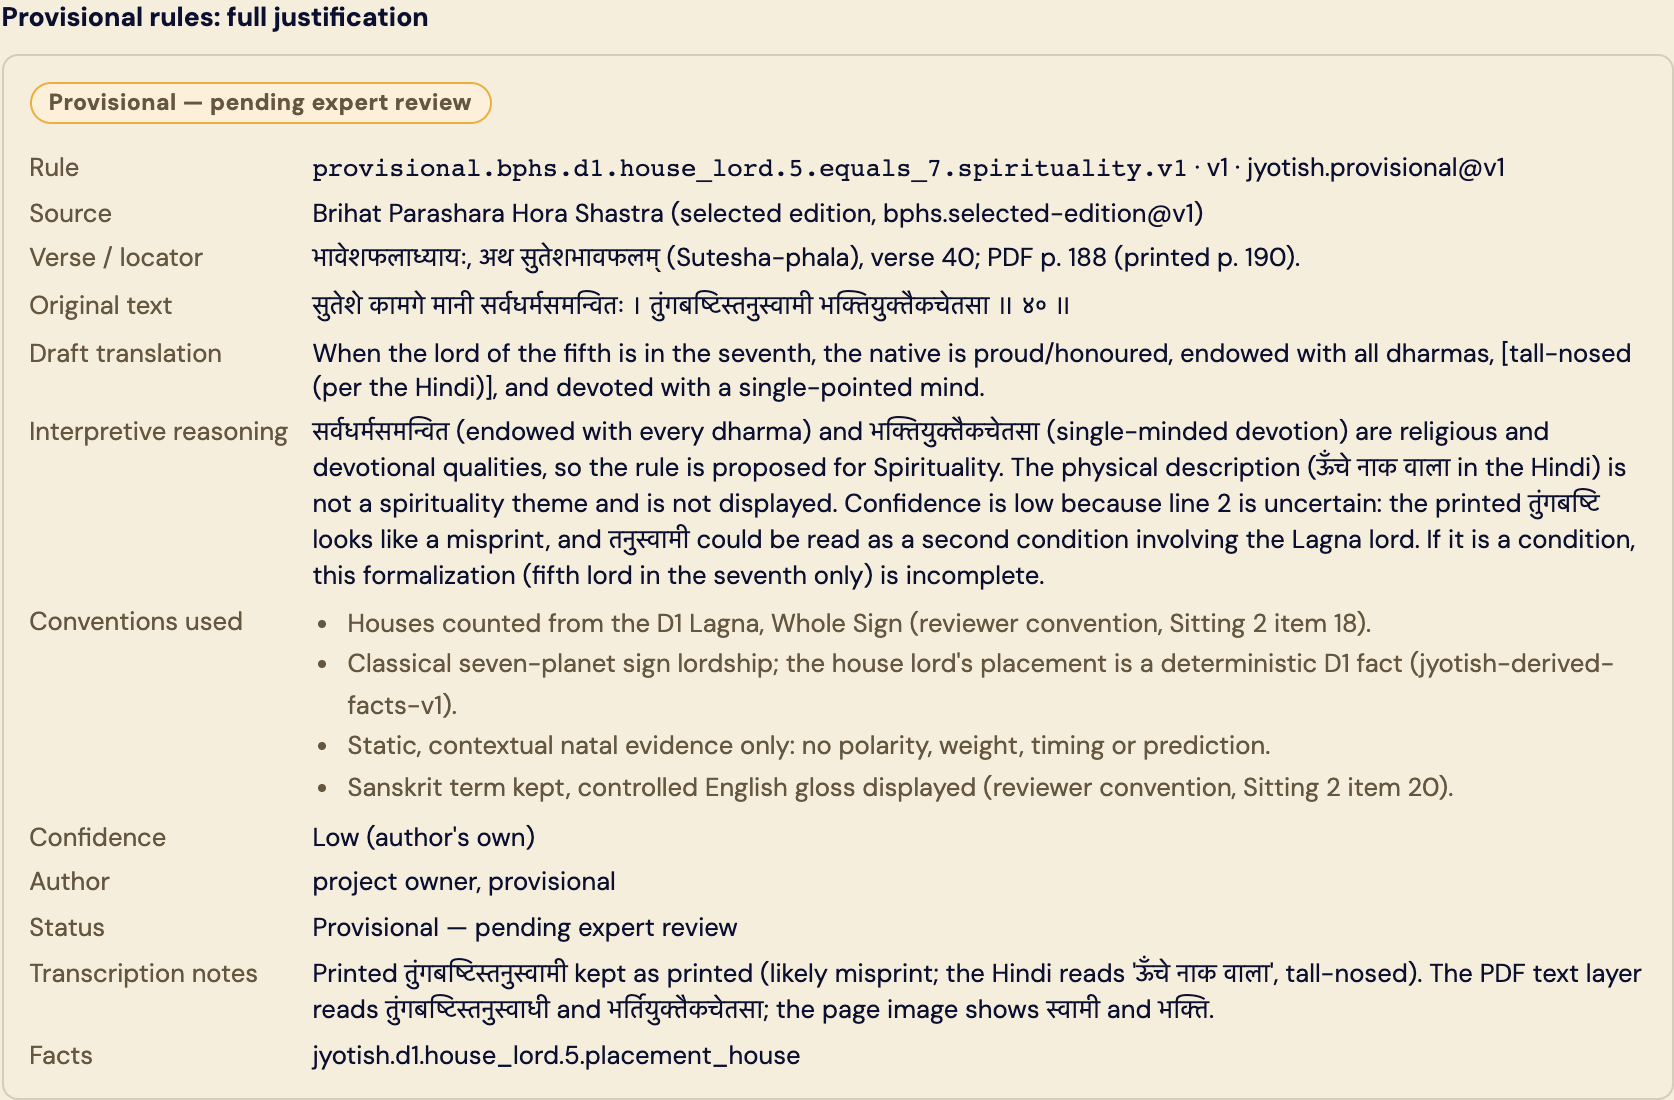 Provisional rules: full justification
Provisional — pending expert review
Rule provisional.bphs.d1.house_lord.5.equals_7.spirituality.v1 · v1 · jyotish.provisional@v1
Source Brihat Parashara Hora Shastra (selected edition, bphs.selected-edition@v1)
Verse / locator भावेशफलाध्यायः, अथ सुतेशभावफलम् (Sutesha-phala), verse 40; PDF p. 188 (printed p. 190).
Original text सुतेशे कामगे मानी सर्वधर्मसमन्वितः । तुंगबष्टिस्तनुस्वामी भक्तियुक्तैकचेतसा ॥ ४० ॥
Draft translation When the lord of the fifth is in the seventh, the native is proud/honoured, endowed with all dharmas, [tall-nosed
(per the Hindi)], and devoted with a single-pointed mind.
Interpretive reasoning सर्वधर्मसमन्वित (endowed with every dharma) and भक्तियुक्तैकचेतसा (single-minded devotion) are religious and
devotional qualities, so the rule is proposed for Spirituality. The physical description (ऊँचे नाक वाला in the Hindi) is
not a spirituality theme and is not displayed. Confidence is low because line 2 is uncertain: the printed तुंगबष्टि
looks like a misprint, and तनुस्वामी could be read as a second condition involving the Lagna lord. If it is a condition,
this formalization (fifth lord in the seventh only) is incomplete.
Conventions used • Houses counted from the D1 Lagna, Whole Sign (reviewer convention, Sitting 2 item 18).
• Classical seven-planet sign lordship; the house lord's placement is a deterministic D1 fact (jyotish-derived-
facts-v1).
• Static, contextual natal evidence only: no polarity, weight, timing or prediction.
• Sanskrit term kept, controlled English gloss displayed (reviewer convention, Sitting 2 item 20).
Confidence Low (author's own)
Author project owner, provisional
Status Provisional — pending expert review
Transcription notes Printed तुंगबष्टिस्तनुस्वामी kept as printed (likely misprint; the Hindi reads 'ऊँचे नाक वाला', tall-nosed). The PDF text layer
reads तुंगबष्टिस्तनुस्वाधी and भर्तियुक्तैकचेतसा; the page image shows स्वामी and भक्ति.
Facts jyotish.d1.house_lord.5.placement_house